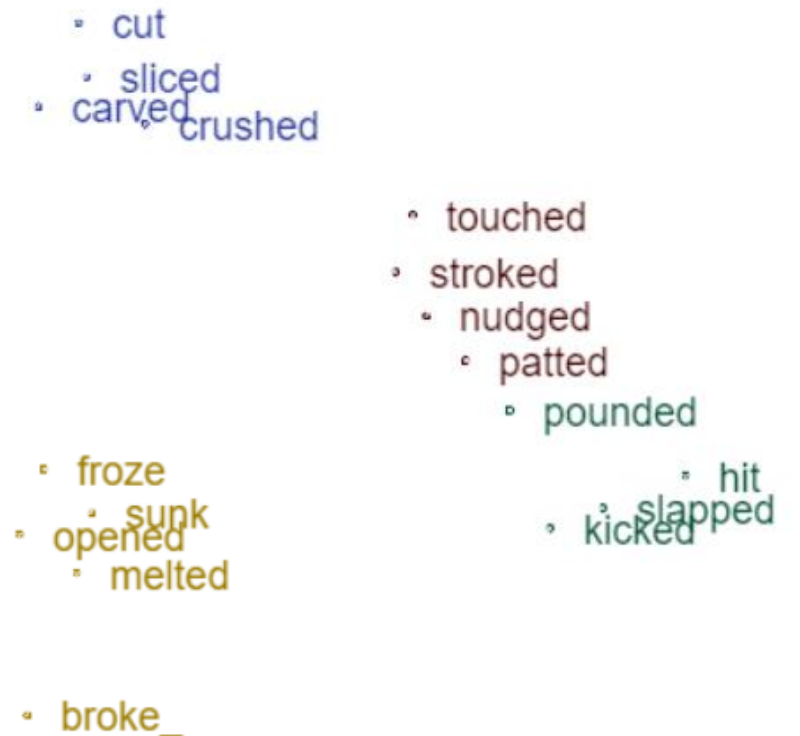 cut
sliced
carved
crushed
touched
stroked
nudged
patted
pounded
froze
hit
sunk
slapped
opened
kicked
melted
broke_